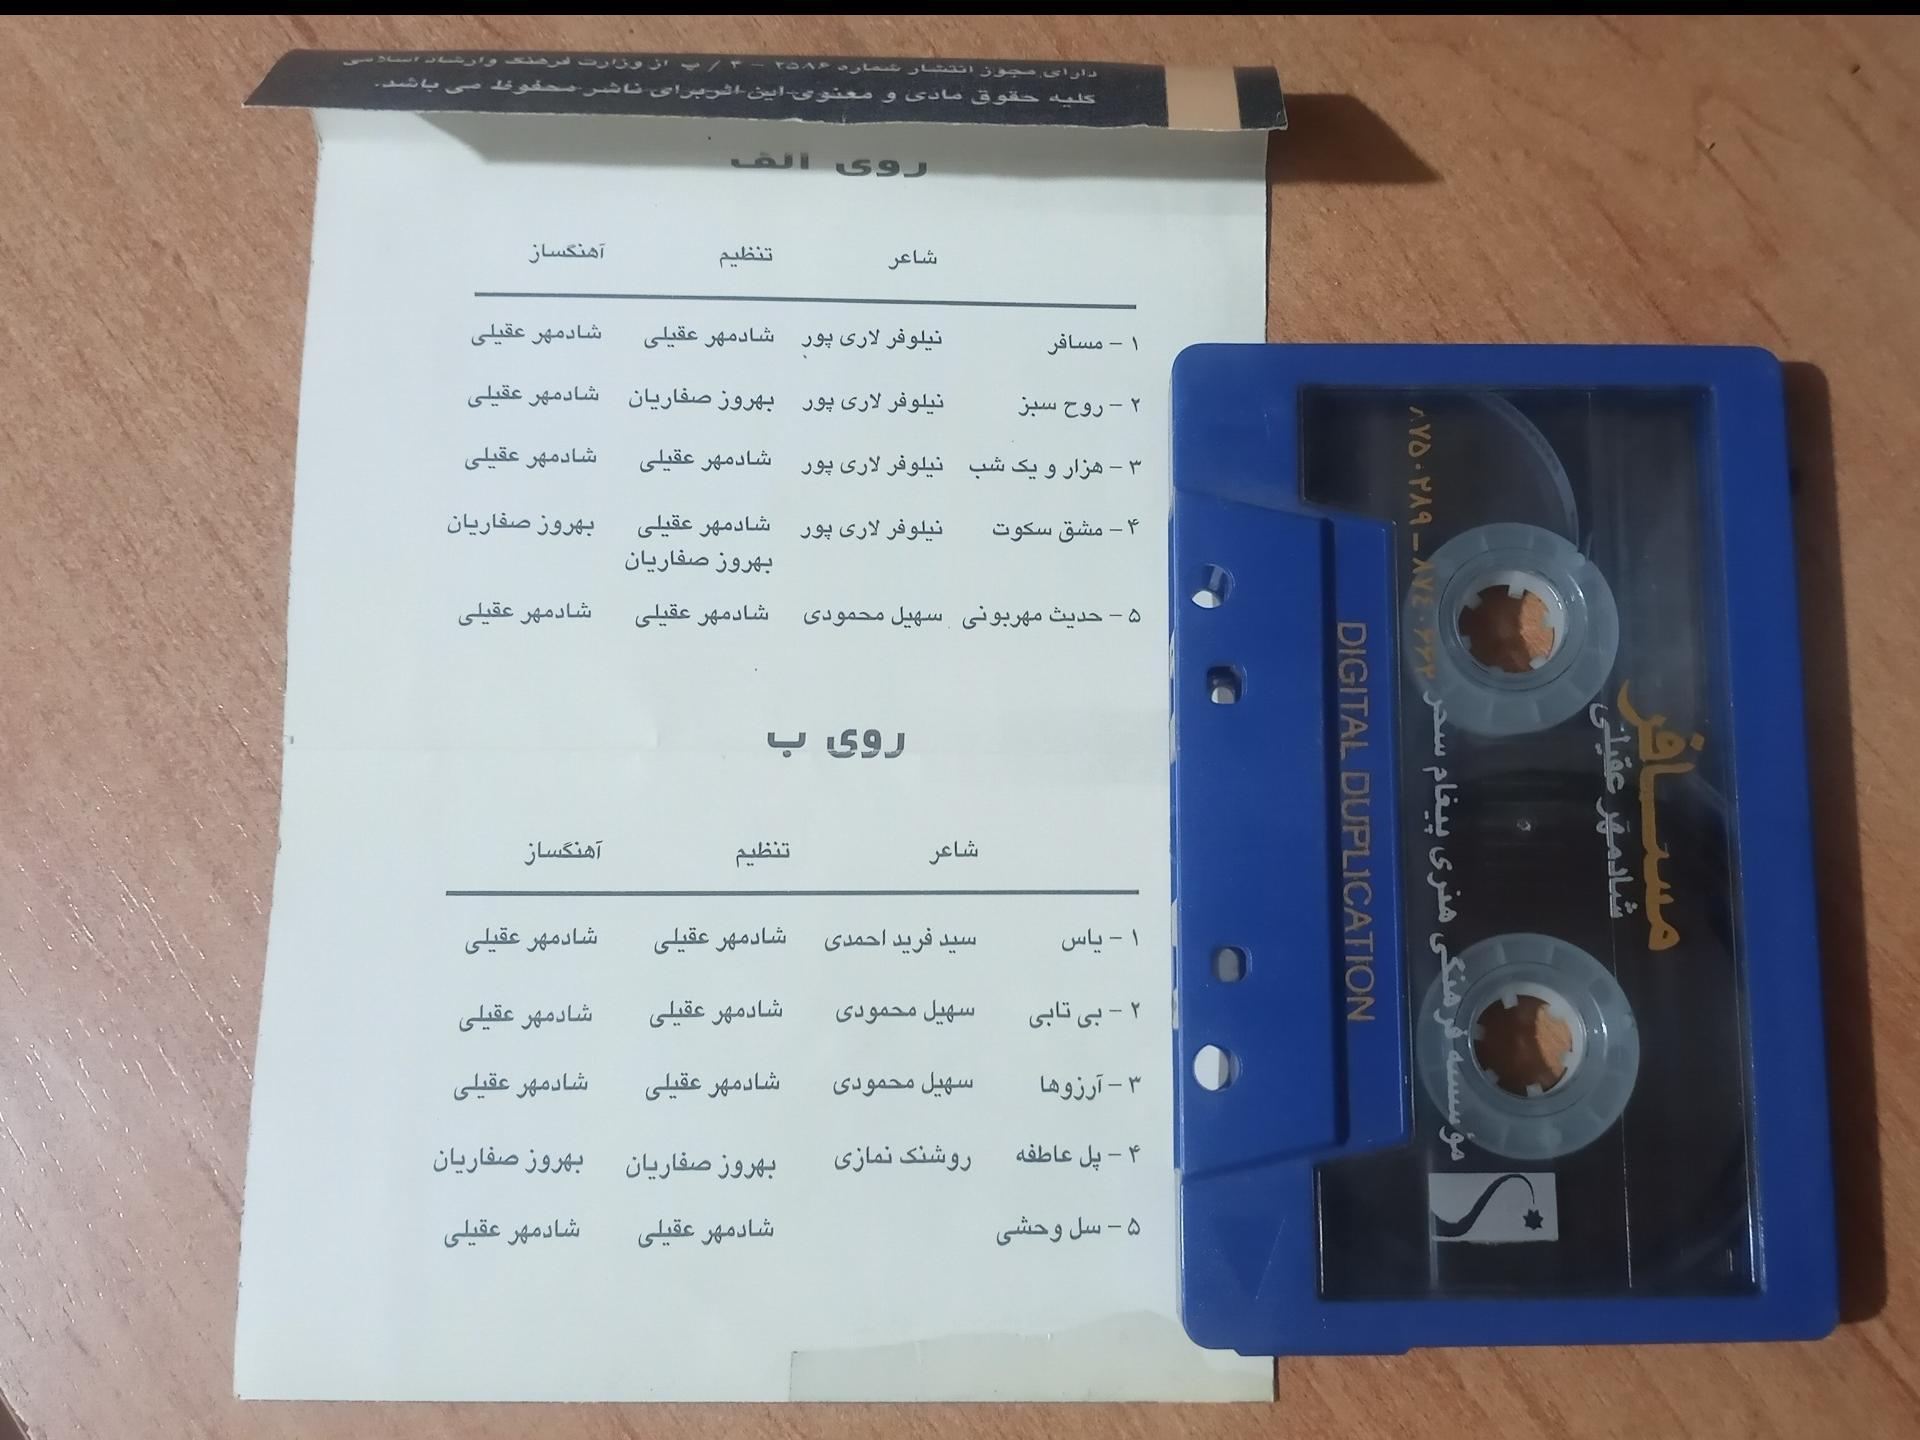 دارای مجوز انتشار شماره ۲۵۸۶ - ۴ / پ از وزارت فرهنگ وارشاد اسلامی
کلیه حقوق مادی و معنوی این اثربرای ناشر محفوظ می باشد.
روی الف
شاعر تنظیم آهنگساز
۱ - مسافر نیلوفر لاری پور شادمهر عقیلی شادمهر عقیلی
۲ - روح سبز نیلوفر لاری پور بهروز صفاریان شادمهر عقیلی
۳ - هزار و یک شب نیلوفر لاری پور شادمهر عقیلی شادمهر عقیلی
۴ - مشق سکوت نیلوفر لاری پور شادمهر عقیلی بهروز صفاریان
بهروز صفاریان
۵ - حدیث مهربونی سهیل محمودی شادمهر عقیلی شادمهر عقیلی
روی ب
شاعر تنظیم آهنگساز
۱ - یاس سید فرید احمدی شادمهر عقیلی شادمهر عقیلی
۲ - بی تابی سهیل محمودی شادمهر عقیلی شادمهر عقیلی
۳ - آرزوها سهیل محمودی شادمهر عقیلی شادمهر عقیلی
۴ - پل عاطفه روشنک نمازی بهروز صفاریان بهروز صفاریان
۵ - سل وحشی شادمهر عقیلی شادمهر عقیلی
مسافر
شادمهر عقیلی
مؤسسه فرهنگی هنری پیغام سحر ۸۷۴۰۶۶۳ - ۸۷۵۰۲۸۹
DIGITAL DUPLICATION